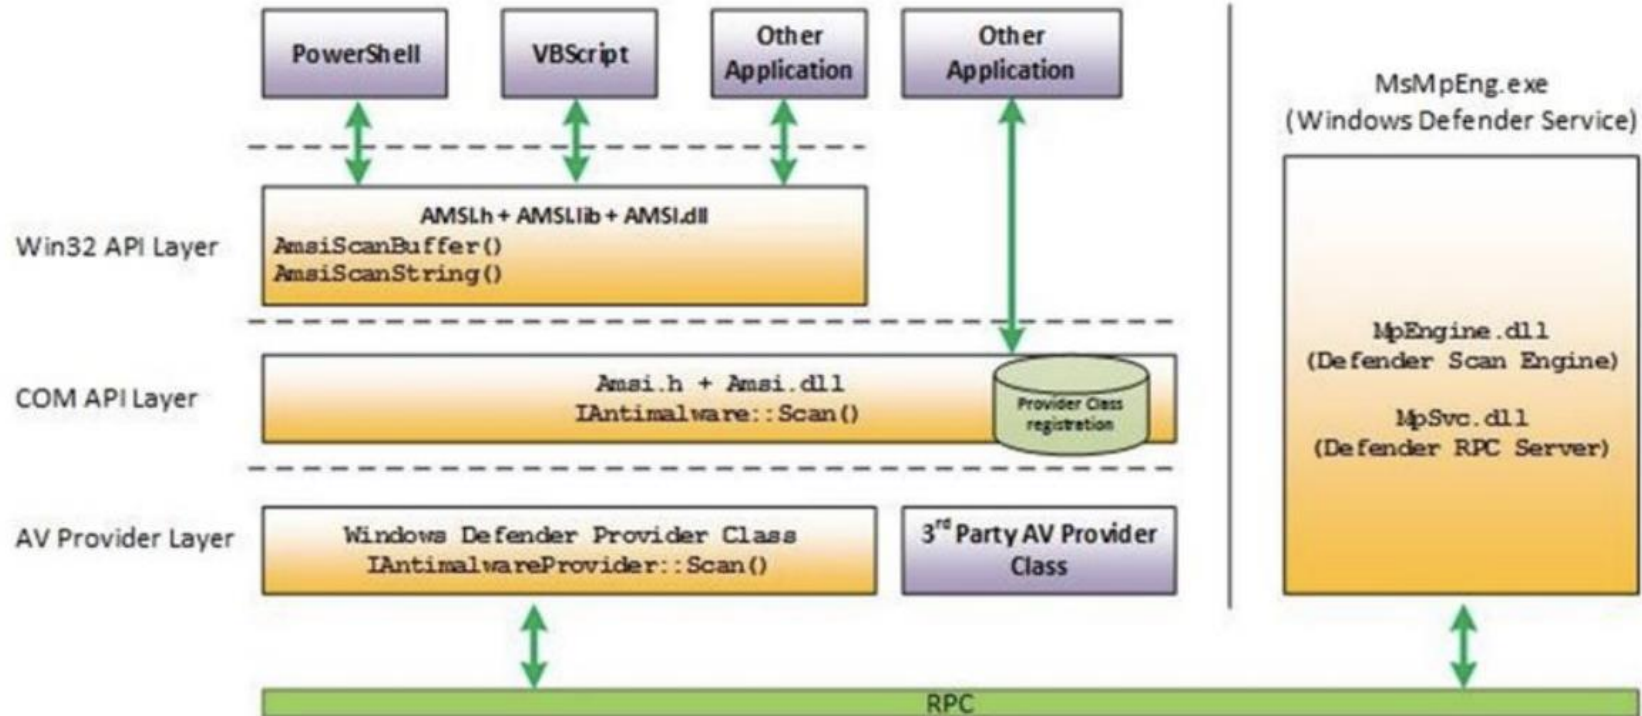 PowerShell
VBScript
Other
Application
Other
Application
MsMpEng.exe
(Windows Defender Service)
Win32 API Layer
AMSI.h + AMSI.lib + AMSI.dll
AmsiScanBuffer()
AmsiScanString()
COM API Layer
Amsi.h + Amsi.dll
IAntimalware::Scan()
Provider Class
registration
AV Provider Layer
Windows Defender Provider Class
IAntimalwareProvider::Scan()
3rd Party AV Provider
Class
MpEngine.dll
(Defender Scan Engine)
MpSvc.dll
(Defender RPC Server)
RPC